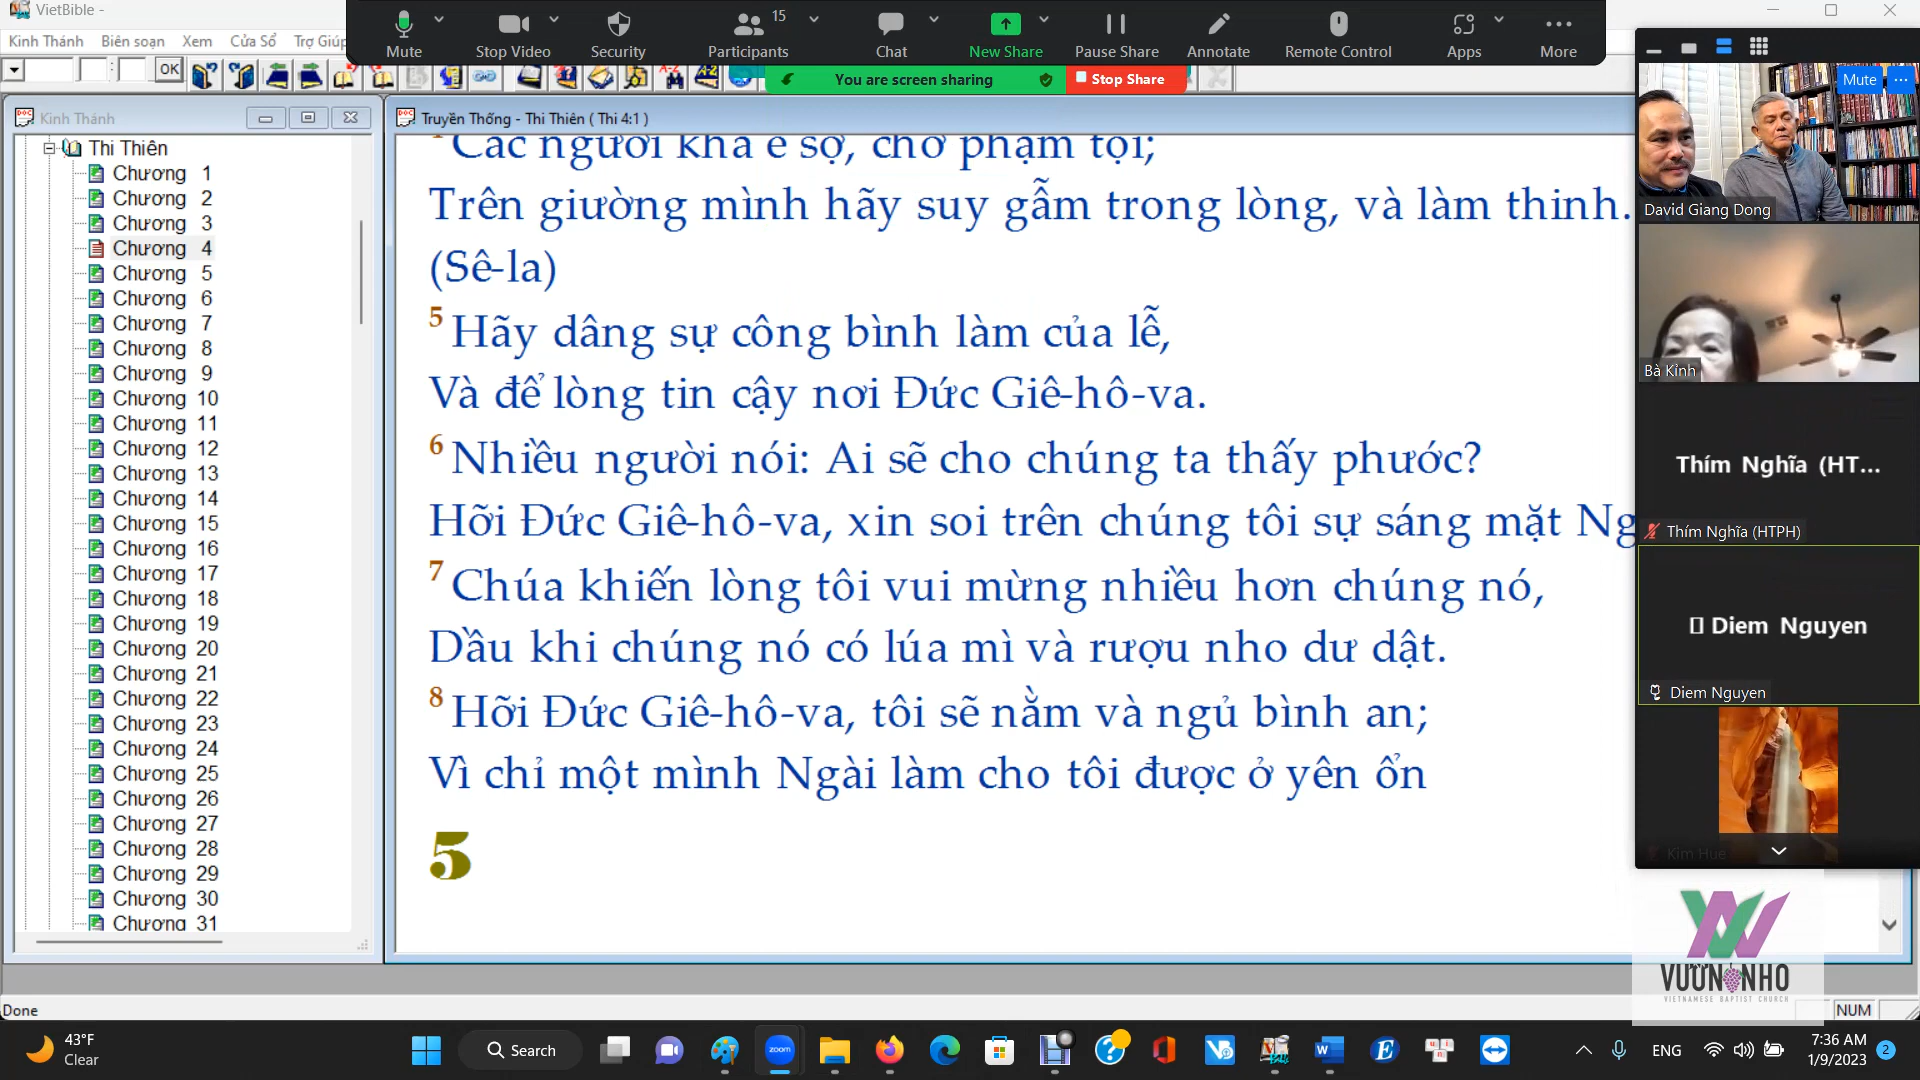 VietBible -
Kinh Thánh Biên soạn Xem Cửa Sổ Trợ Giúp
OK
Mute
Stop Video
Security
Participants
15
Chat
New Share
Pause Share
Annotate
Remote Control
Apps
More
You are screen sharing
Stop Share
Kinh Thánh
Thi Thiên
Chương 1
Chương 2
Chương 3
Chương 4
Chương 5
Chương 6
Chương 7
Chương 8
Chương 9
Chương 10
Chương 11
Chương 12
Chương 13
Chương 14
Chương 15
Chương 16
Chương 17
Chương 18
Chương 19
Chương 20
Chương 21
Chương 22
Chương 23
Chương 24
Chương 25
Chương 26
Chương 27
Chương 28
Chương 29
Chương 30
Chương 31
Truyền Thống - Thi Thiên ( Thi 4:1 )
Các ngươi khá e sợ, chớ phạm tội;
Trên giường mình hãy suy gẫm trong lòng, và làm thinh.
(Sê-la)
5 Hãy dâng sự công bình làm của lễ,
Và để lòng tin cậy nơi Đức Giê-hô-va.
6 Nhiều người nói: Ai sẽ cho chúng ta thấy phước?
Hỡi Đức Giê-hô-va, xin soi trên chúng tôi sự sáng mặt Ng
7 Chúa khiến lòng tôi vui mừng nhiều hơn chúng nó,
Dầu khi chúng nó có lúa mì và rượu nho dư dật.
8 Hỡi Đức Giê-hô-va, tôi sẽ nằm và ngủ bình an;
Vì chỉ một mình Ngài làm cho tôi được ở yên ổn
5
Mute
David Giang Dong
Bà Kỉnh
Thím Nghĩa (HT...
Thím Nghĩa (HTPH)
Diem Nguyen
Diem Nguyen
Kim Hue
VƯỜN NHO
VIETNAMESE BAPTIST CHURCH
Done
NUM
43°F
Clear
Search
zoom
ENG
7:36 AM
1/9/2023
2